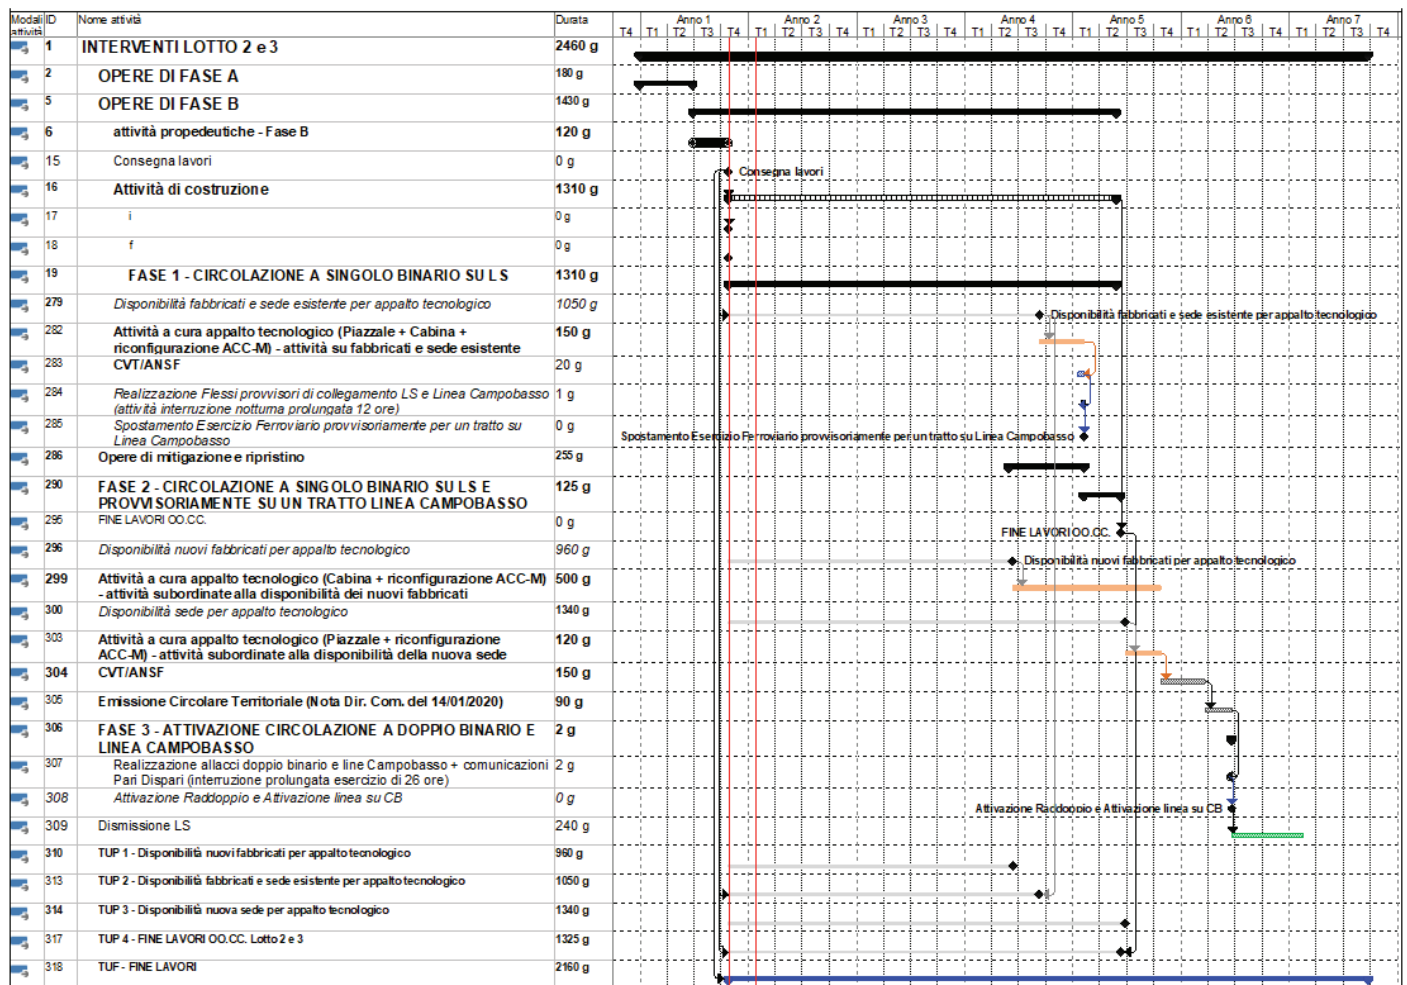 Modali ID Nome attività Durata Anno 1 Anno 2 Anno 3 Anno 4 Anno 5 Anno 6 Anno 7
attività T4 T1 T2 T3 T4 T1 T2 T3 T4 T1 T2 T3 T4 T1 T2 T3 T4 T1 T2 T3 T4 T1 T2 T3 T4 T1 T2 T3 T4
1 INTERVENTI LOTTO 2 e 3 2460 g
2 OPERE DI FASE A 180 g
5 OPERE DI FASE B 1430 g
6 attività propedeutiche - Fase B 120 g
15 Consegna lavori 0 g Consegna lavori
16 Attività di costruzione 1310 g
17 i 0 g
18 f 0 g
19 FASE 1 - CIRCOLAZIONE A SINGOLO BINARIO SU LS 1310 g
279 Disponibilità fabbricati e sede esistente per appalto tecnologico 1050 g Disponibilità fabbricati e sede esistente per appalto tecnologico
282 Attività a cura appalto tecnologico (Piazzale + Cabina + 150 g
riconfigurazione ACC-M) - attività su fabbricati e sede esistente
283 CVT/ANSF 20 g
284 Realizzazione Flessi provvisori di collegamento LS e Linea Campobasso 1 g
(attività interruzione notturna prolungata 12 ore)
285 Spostamento Esercizio Ferroviario provvisoriamente per un tratto su 0 g Spostamento Esercizio Ferroviario provvisoriamente per un tratto su Linea Campobasso
Linea Campobasso
286 Opere di mitigazione e ripristino 255 g
290 FASE 2 - CIRCOLAZIONE A SINGOLO BINARIO SU LS E 125 g
PROVVISORIAMENTE SU UN TRATTO LINEA CAMPOBASSO
295 FINE LAVORI OO.CC. 0 g FINE LAVORI OO.CC.
296 Disponibilità nuovi fabbricati per appalto tecnologico 960 g Disponibilità nuovi fabbricati per appalto tecnologico
299 Attività a cura appalto tecnologico (Cabina + riconfigurazione ACC-M) 500 g
- attività subordinate alla disponibilità dei nuovi fabbricati
300 Disponibilità sede per appalto tecnologico 1340 g
303 Attività a cura appalto tecnologico (Piazzale + riconfigurazione 120 g
ACC-M) - attività subordinate alla disponibilità della nuova sede
304 CVT/ANSF 150 g
305 Emissione Circolare Territoriale (Nota Dir. Com. del 14/01/2020) 90 g
306 FASE 3 - ATTIVAZIONE CIRCOLAZIONE A DOPPIO BINARIO E 2 g
LINEA CAMPOBASSO
307 Realizzazione allacci doppio binario e line Campobasso + comunicazioni 2 g
Pari Dispari (interruzione prolungata esercizio di 26 ore)
308 Attivazione Raddoppio e Attivazione linea su CB 0 g Attivazione Raddoppio e Attivazione linea su CB
309 Dismissione LS 240 g
310 TUP 1 - Disponibilità nuovi fabbricati per appalto tecnologico 960 g
313 TUP 2 - Disponibilità fabbricati e sede esistente per appalto tecnologico 1050 g
314 TUP 3 - Disponibilità nuova sede per appalto tecnologico 1340 g
317 TUP 4 - FINE LAVORI OO.CC. Lotto 2 e 3 1325 g
318 TUF - FINE LAVORI 2160 g